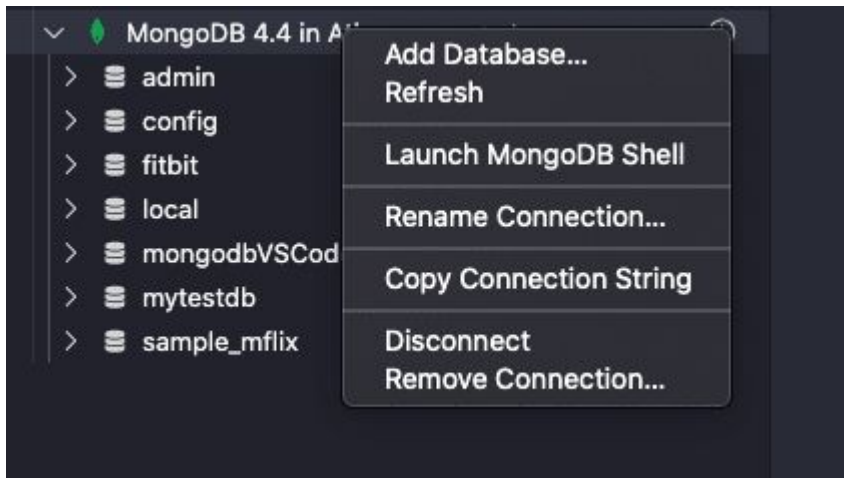 MongoDB 4.4 in
admin
config
fitbit
local
mongodbVSCod
mytestdb
sample_mflix
Add Database...
Refresh
Launch MongoDB Shell
Rename Connection...
Copy Connection String
Disconnect
Remove Connection...